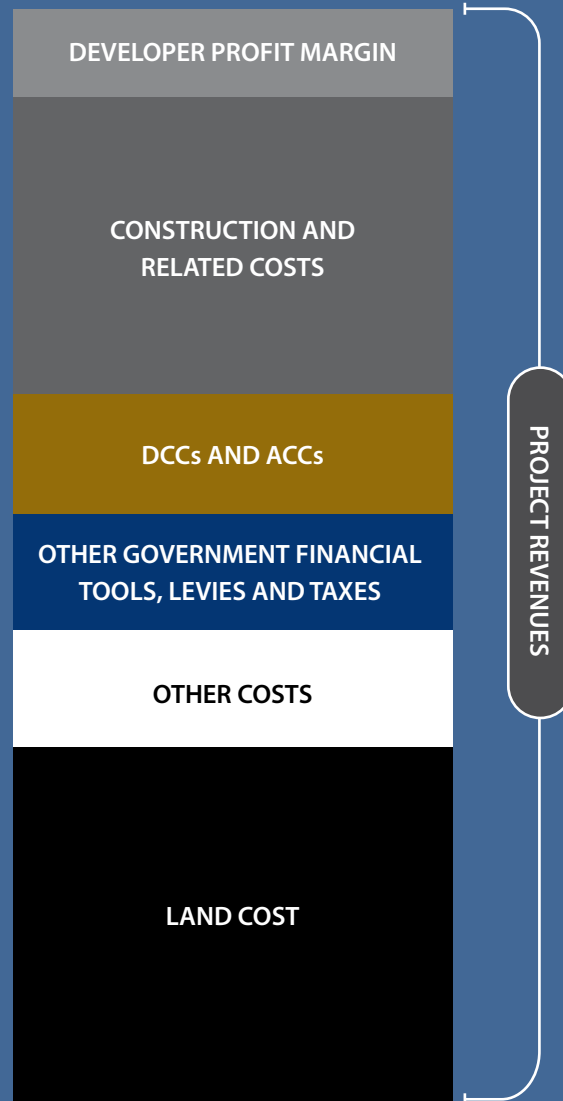 DEVELOPER PROFIT MARGIN
CONSTRUCTION AND
RELATED COSTS
DCCs AND ACCs
OTHER GOVERNMENT FINANCIAL
TOOLS, LEVIES AND TAXES
OTHER COSTS
LAND COST
PROJECT REVENUES